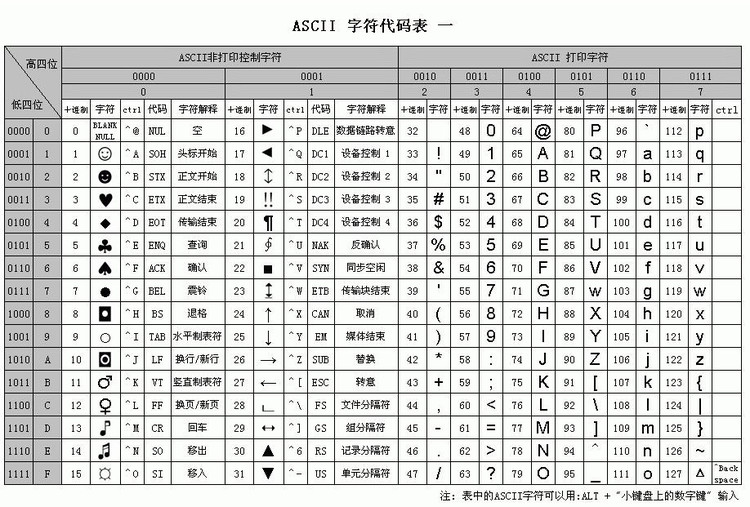 ASCII 字符代码表 一
高四位 ASCII非打印控制字符 ASCII 打印字符
0000 0001 0010 0011 0100 0101 0110 0111
低四位 0 1 2 3 4 5 6 7
十进制 字符 ctrl 代码 字符解释 十进制 字符 ctrl 代码 字符解释 十进制 字符 十进制 字符 十进制 字符 十进制 字符 十进制 字符 十进制 字符 ctrl
0000 0 0 BLANK NULL ^@ NUL 空 16 ► ^P DLE 数据链路转意 32 48 0 64 @ 80 P 96 ` 112 p
0001 1 1 ☺ ^A SOH 头标开始 17 ◄ ^Q DC1 设备控制 1 33 ! 49 1 65 A 81 Q 97 a 113 q
0010 2 2 ☻ ^B STX 正文开始 18 ↕ ^R DC2 设备控制 2 34 " 50 2 66 B 82 R 98 b 114 r
0011 3 3 ♥ ^C ETX 正文结束 19 ‼ ^S DC3 设备控制 3 35 # 51 3 67 C 83 S 99 c 115 s
0100 4 4 ◆ ^D EOT 传输结束 20 ¶ ^T DC4 设备控制 4 36 $ 52 4 68 D 84 T 100 d 116 t
0101 5 5 ♣ ^E ENQ 查询 21 ∮ ^U NAK 反确认 37 % 53 5 69 E 85 U 101 e 117 u
0110 6 6 ♠ ^F ACK 确认 22 ■ ^V SYN 同步空闲 38 & 54 6 70 F 86 V 102 f 118 v
0111 7 7 ● ^G BEL 震铃 23 ↨ ^W ETB 传输块结束 39 ' 55 7 71 G 87 w 103 g 119 w
1000 8 8 ◘ ^H BS 退格 24 ↑ ^X CAN 取消 40 ( 56 8 72 H 88 X 104 h 120 x
1001 9 9 ○ ^I TAB 水平制表符 25 ↓ ^Y EM 媒体结束 41 ) 57 9 73 I 89 Y 105 i 121 y
1010 A 10 ◙ ^J LF 换行/新行 26 → ^Z SUB 替换 42 * 58 : 74 J 90 Z 106 j 122 z
1011 B 11 ♂ ^K VT 竖直制表符 27 ← ^[ ESC 转意 43 + 59 ; 75 K 91 [ 107 k 123 {
1100 C 12 ♀ ^L FF 换页/新页 28 ∟ ^\ FS 文件分隔符 44 , 60 < 76 L 92 \ 108 l 124 |
1101 D 13 ♪ ^M CR 回车 29 ↔ ^] GS 组分隔符 45 - 61 = 77 M 93 ] 109 m 125 }
1110 E 14 ♫ ^N SO 移出 30 ▲ ^6 RS 记录分隔符 46 . 62 > 78 N 94 ^ 110 n 126 ~
1111 F 15 ☼ ^O SI 移入 31 ▼ ^- US 单元分隔符 47 / 63 ? 79 O 95 _ 111 o 127 Δ ^Back space
注: 表中的ASCII字符可以用:ALT + "小键盘上的数字键" 输入